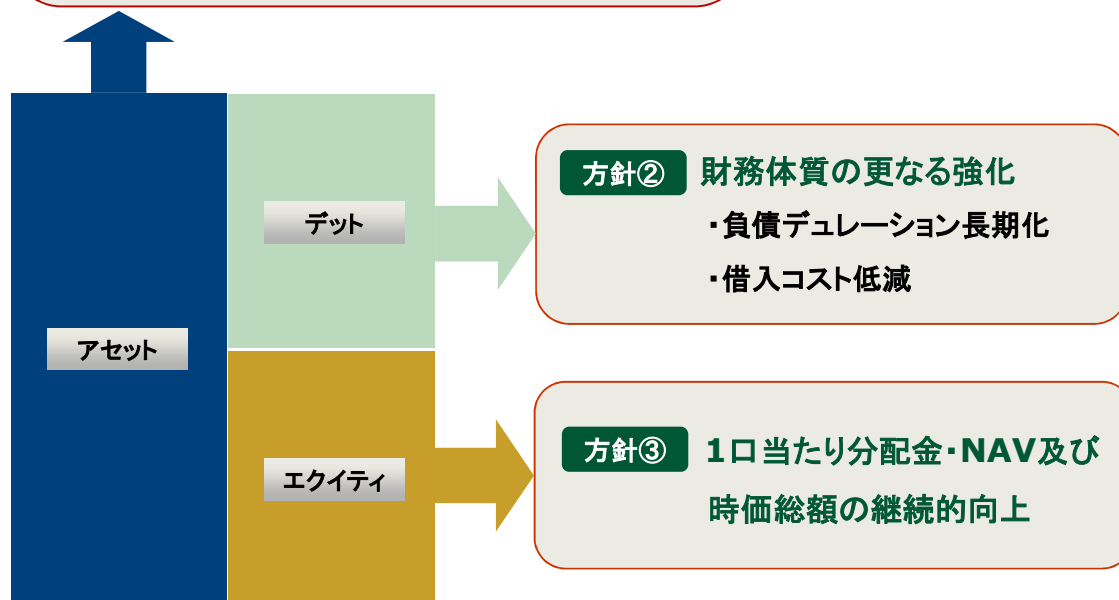 方針② 財務体質の更なる強化
・負債デュレーション長期化
・借入コスト低減
デット
アセット
エクイティ
方針③ 1口当たり分配金・NAV及び
時価総額の継続的向上